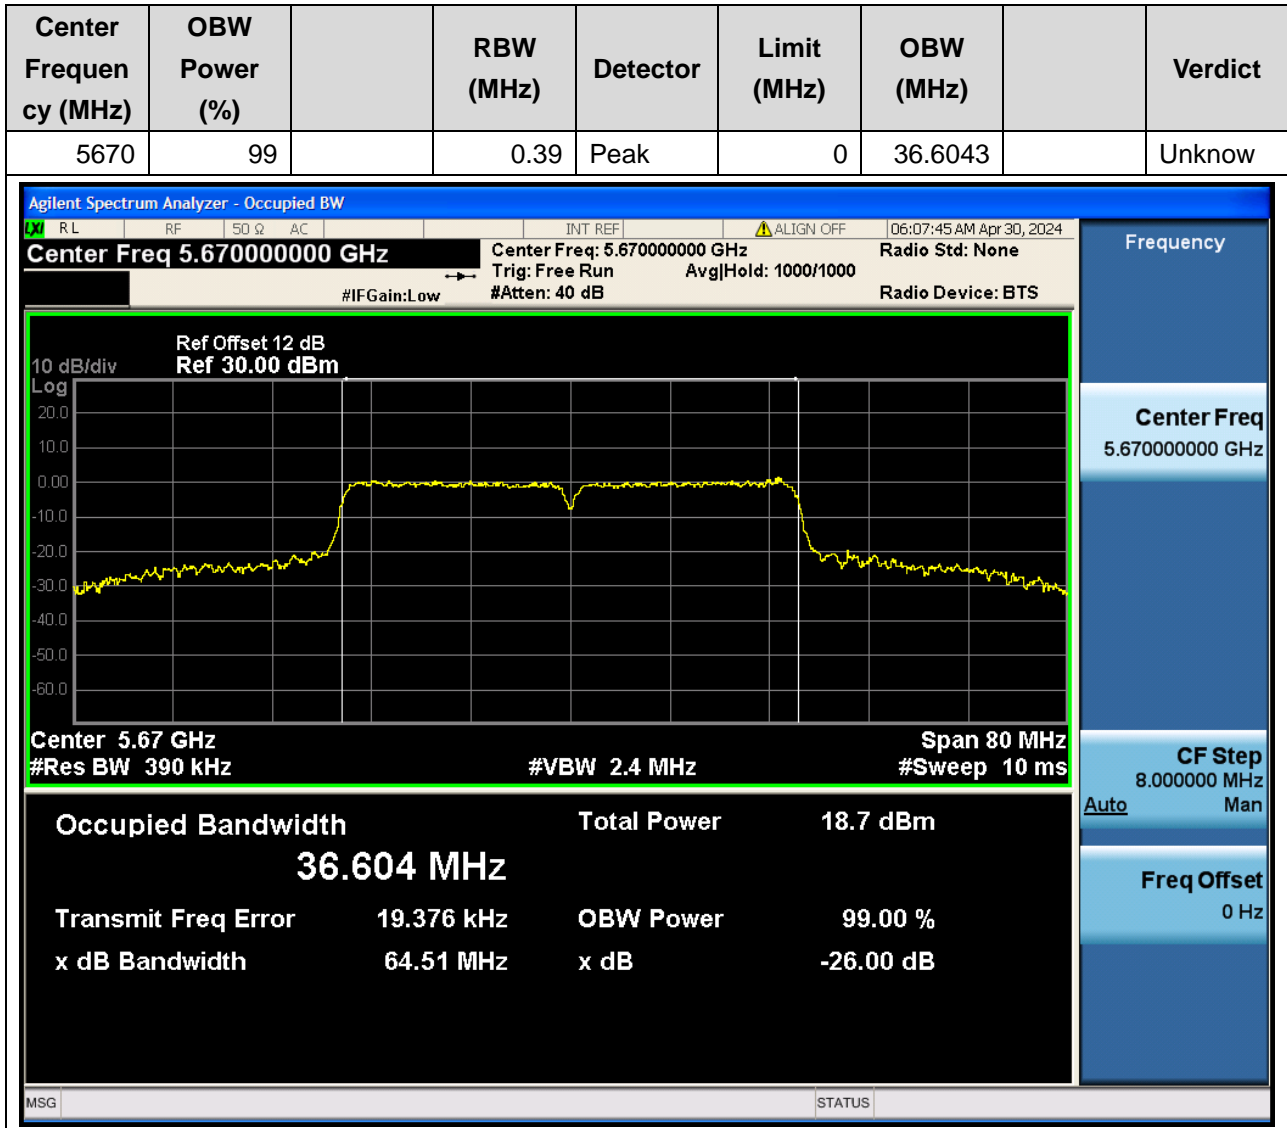 Center Frequen cy (MHz) OBW Power (%) RBW (MHz) Detector Limit (MHz) OBW (MHz) Verdict
5670 99 0.39 Peak 0 36.6043 Unknow
Agilent Spectrum Analyzer - Occupied BW
LXI RL RF 50 Ω AC INT REF ALIGN OFF 06:07:45 AM Apr 30, 2024
Center Freq 5.670000000 GHz
Center Freq: 5.670000000 GHz Radio Std: None
Trig: Free Run Avg|Hold: 1000/1000
#IFGain:Low #Atten: 40 dB Radio Device: BTS
Ref Offset 12 dB
10 dB/div Ref 30.00 dBm
Log
20.0
10.0
0.00
-10.0
-20.0
-30.0
-40.0
-50.0
-60.0
Center 5.67 GHz Span 80 MHz
#Res BW 390 kHz #VBW 2.4 MHz #Sweep 10 ms
Occupied Bandwidth Total Power 18.7 dBm
36.604 MHz
Transmit Freq Error 19.376 kHz OBW Power 99.00 %
x dB Bandwidth 64.51 MHz x dB -26.00 dB
Frequency
Center Freq
5.670000000 GHz
CF Step
8.000000 MHz
Auto Man
Freq Offset
0 Hz
MSG STATUS